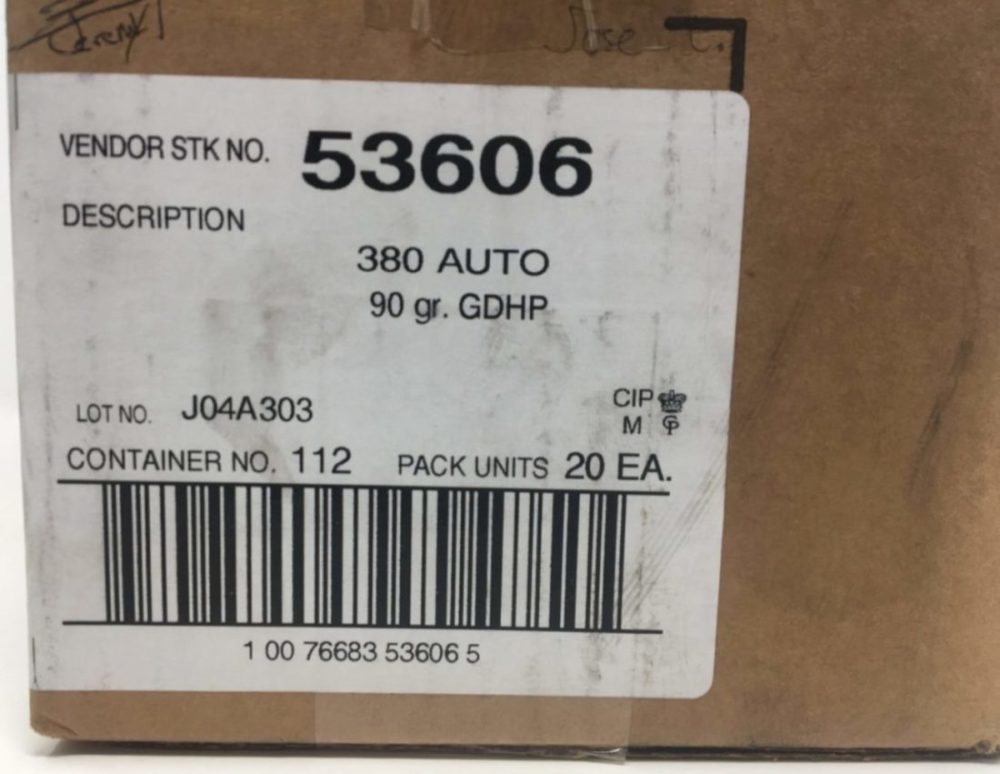 Jose C.
VENDOR STK NO. 53606
DESCRIPTION
380 AUTO
90 gr. GDHP
LOT NO. J04A303
CIP
M
CONTAINER NO. 112 PACK UNITS 20 EA.
1 00 76683 53606 5